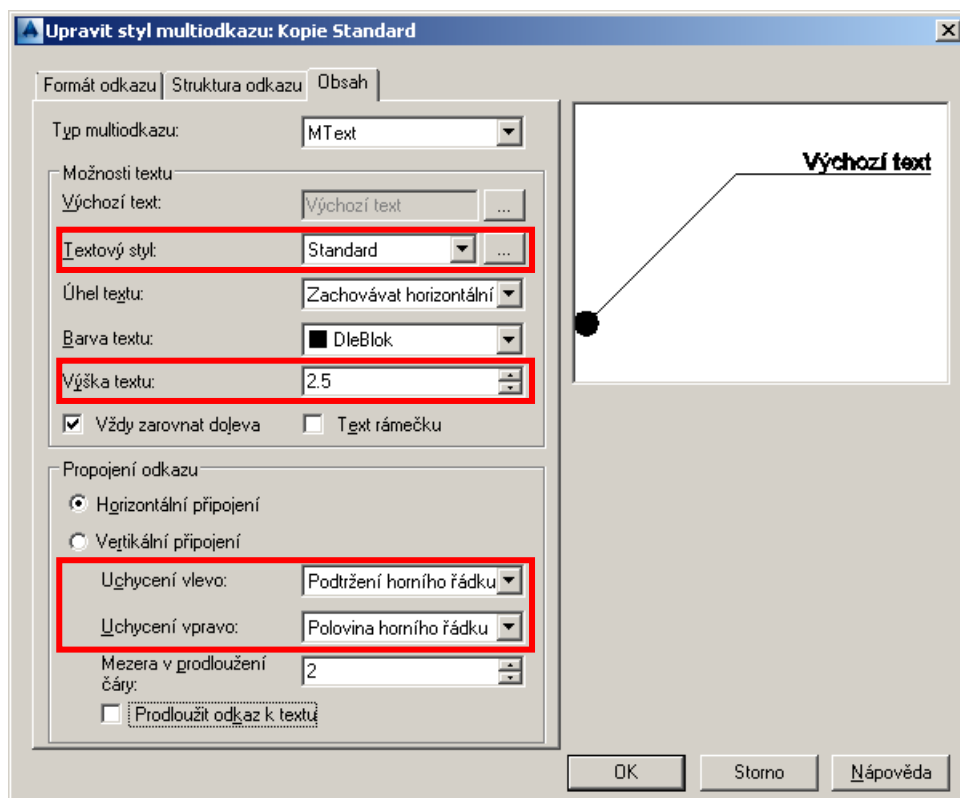 Upravit styl multiodkazu: Kopie Standard
Formát odkazu Struktura odkazu Obsah
Typ multiodkazu: MText
Možnosti textu
Výchozí text: Výchozí text ...
Textový styl: Standard ...
Úhel textu: Zachovávat horizontální
Barva textu: DleBlok
Výška textu: 2.5
Vždy zarovnat doleva Text rámečku
Propojení odkazu
Horizontální připojení
Vertikální připojení
Uchycení vlevo: Podtržení horního řádku
Uchycení vpravo: Polovina horního řádku
Mezera v prodloužení
čáry: 2
Prodloužit odkaz k textu
Výchozí text
OK Storno Nápověda